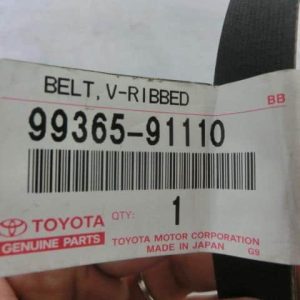 BELT, V-RIBBED
BB
99365-91110
TOYOTA
GENUINE PARTS
QTY:
1
TOYOTA MOTOR CORPORATION
MADE IN JAPAN
G9